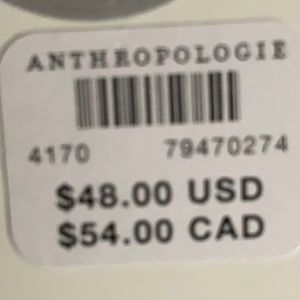 ANTHROPOLOGIE
4170 79470274
$48.00 USD
$54.00 CAD